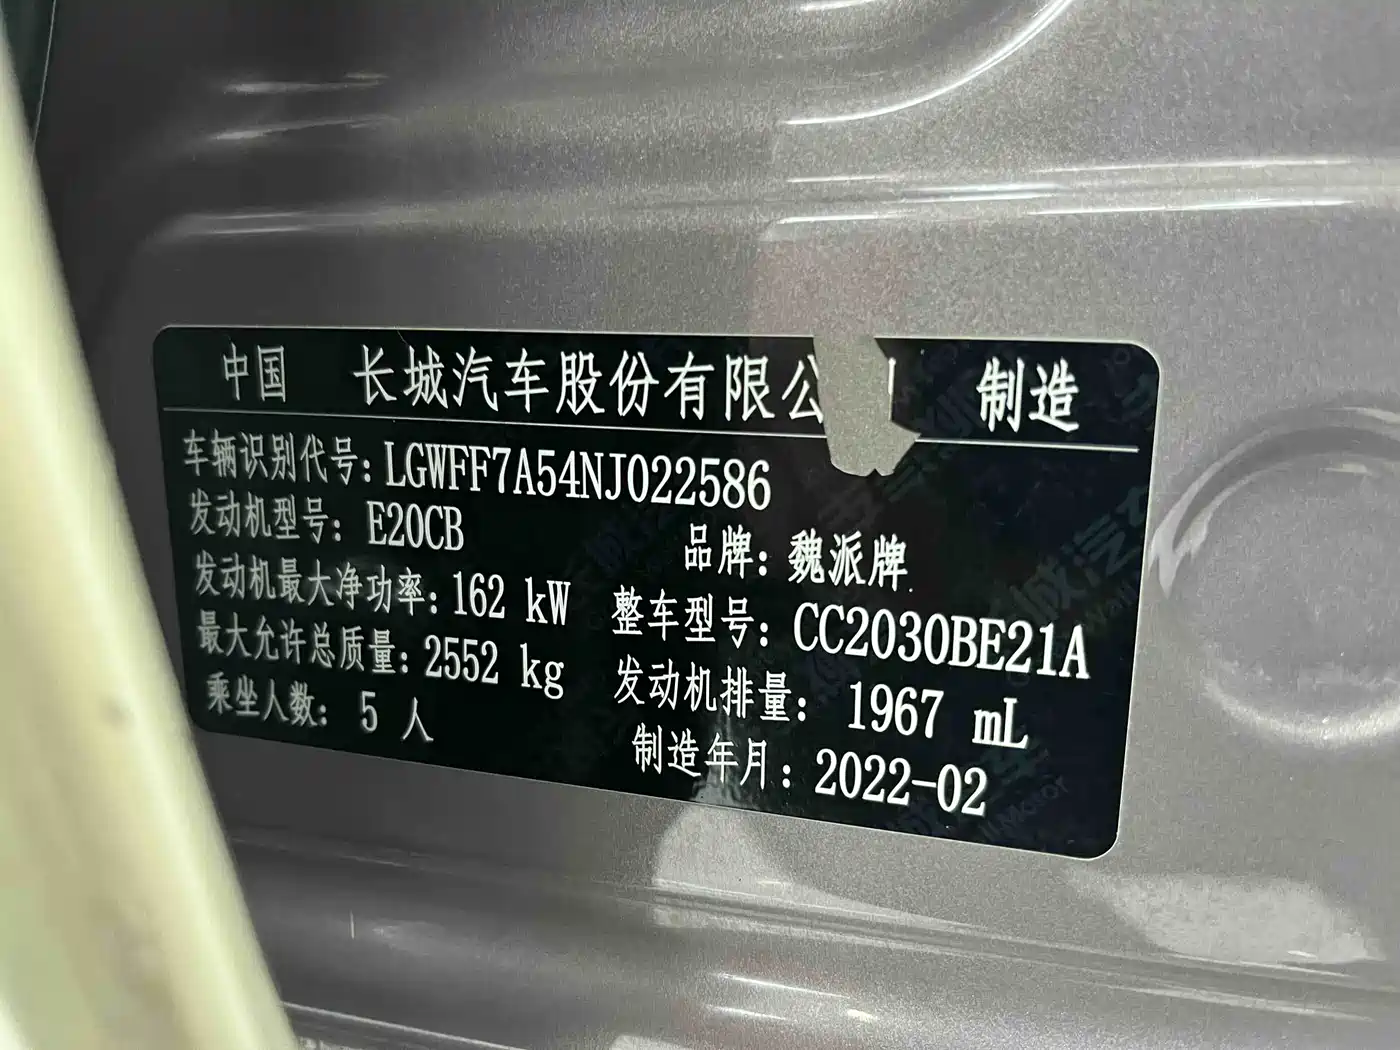 中国 长城汽车股份有限公 制造
车辆识别代号：LGWFF7A54NJ022586
发动机型号：E20CB 品牌：魏派牌
发动机最大净功率：162 kW 整车型号：CC2030BE21A
最大允许总质量：2552 kg 发动机排量：1967 mL
乘坐人数：5 人 制造年月：2022-02